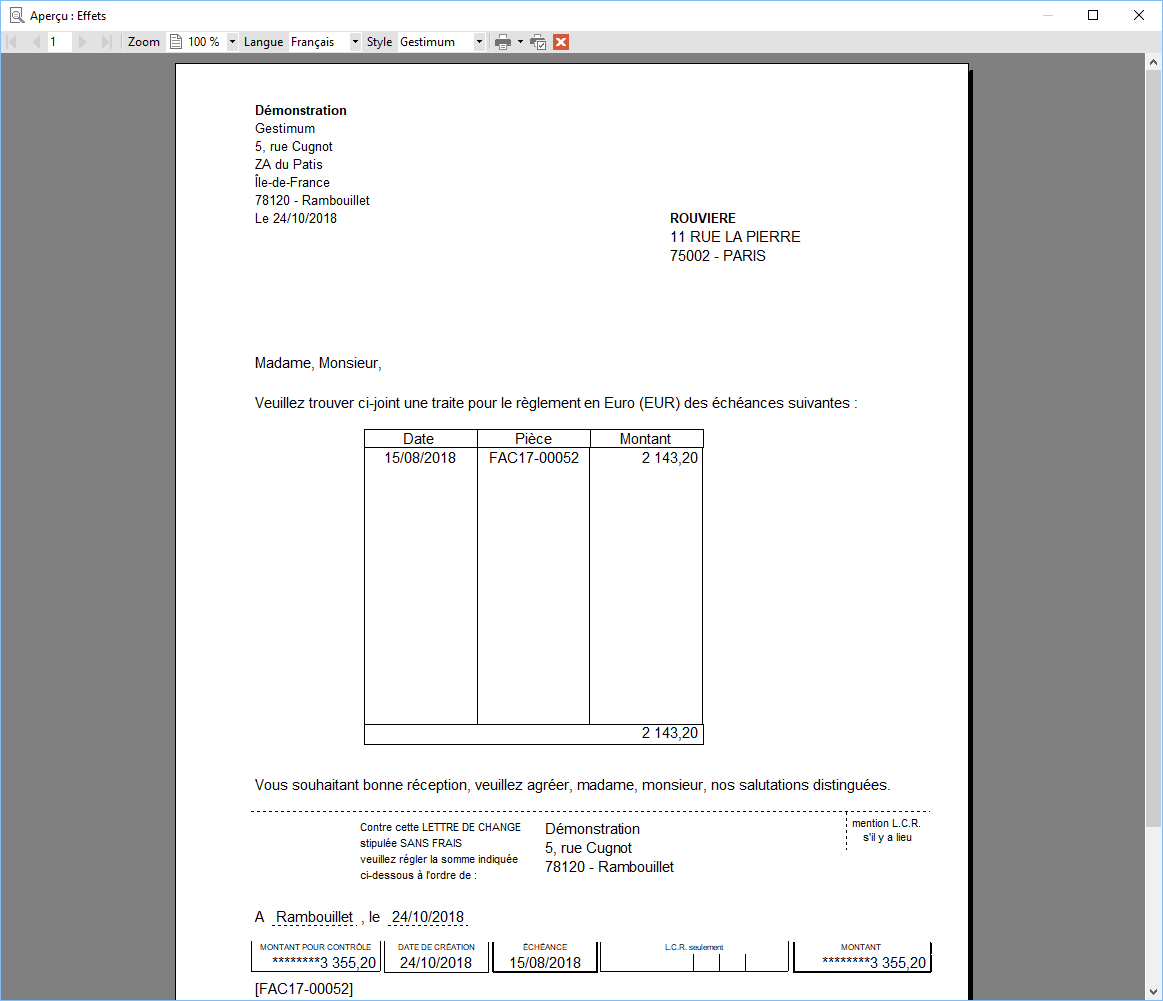 Aperçu : Effets
1 Zoom 100 % Langue Français Style Gestimum
Démonstration
Gestimum
5, rue Cugnot
ZA du Patis
Île-de-France
78120 - Rambouillet
Le 24/10/2018
ROUVIERE
11 RUE LA PIERRE
75002 - PARIS
Madame, Monsieur,
Veuillez trouver ci-joint une traite pour le règlement en Euro (EUR) des échéances suivantes :
Date Pièce Montant
15/08/2018 FAC17-00052 2 143,20
2 143,20
Vous souhaitant bonne réception, veuillez agréer, madame, monsieur, nos salutations distinguées.
Contre cette LETTRE DE CHANGE
stipulée SANS FRAIS
veuillez régler la somme indiquée
ci-dessous à l'ordre de :
Démonstration
5, rue Cugnot
78120 - Rambouillet
mention L.C.R.
s'il y a lieu
A Rambouillet , le 24/10/2018
MONTANT POUR CONTRÔLE DATE DE CRÉATION ÉCHÉANCE L.C.R. seulement MONTANT
********3 355,20 24/10/2018 15/08/2018 ********3 355,20
[FAC17-00052]